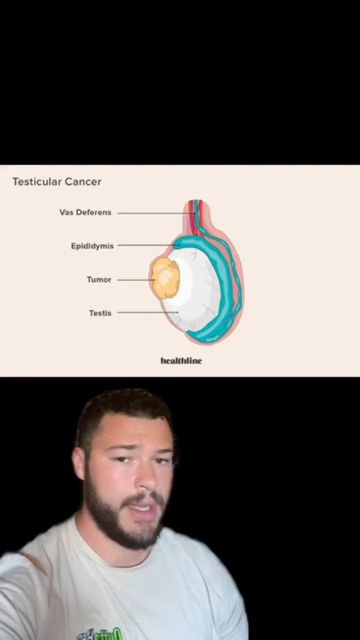 Testicular Cancer
Vas Deferens
Epididymis
Tumor
Testis
healthline